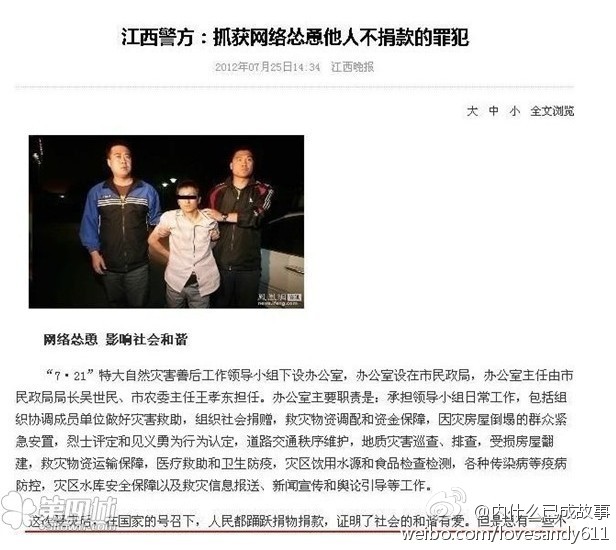 江西警方：抓获网络怂恿他人不捐款的罪犯
2012年07月25日14:34 江西晚报
大 中 小 全文浏览
凤凰网
news.ifeng.com
网络怂恿 影响社会和谐
“7·21”特大自然灾害善后工作领导小组下设办公室，办公室设在市民政局，办公室主任由市
民政局局长吴世民、市农委主任王孝东担任。办公室主要职责是：承担领导小组日常工作，包括组
织协调成员单位做好灾害救助，组织社会捐赠，救灾物资调配和资金保障，因灾房屋倒塌的群众紧
急安置，烈士评定和见义勇为行为认定，道路交通秩序维护，地质灾害巡查、排查，受损房屋翻
建，救灾物资运输保障，医疗救助和卫生防疫，灾区饮用水源和食品检查检测，各种传染病等疫病
防控，灾区水库安全保障以及救灾信息报送、新闻宣传和舆论引导等工作。
这次救灾后，在国家的号召下，人民都踊跃捐物捐款，证明了社会的和谐有爱。但是总有一些不
第四城
@内什么已成故事
weibo.com/lovesandy611